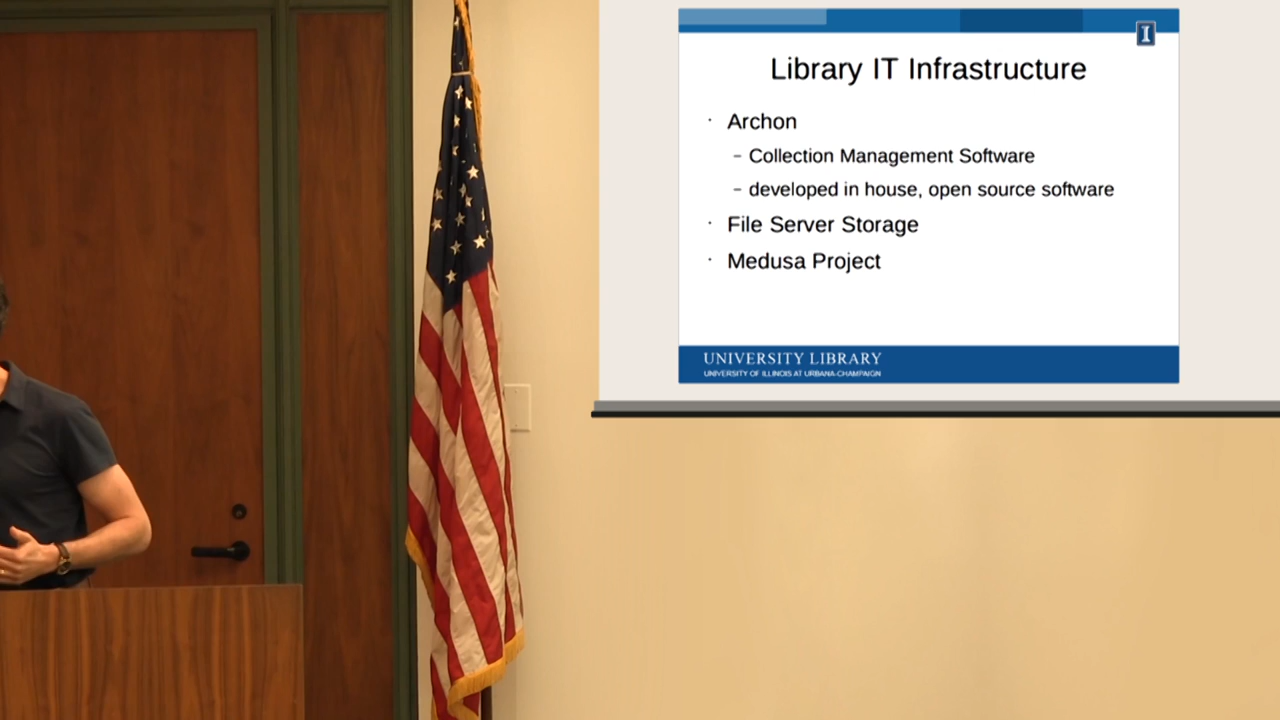 I
Library IT Infrastructure
· Archon
– Collection Management Software
– developed in house, open source software
· File Server Storage
· Medusa Project
UNIVERSITY LIBRARY
UNIVERSITY OF ILLINOIS AT URBANA-CHAMPAIGN